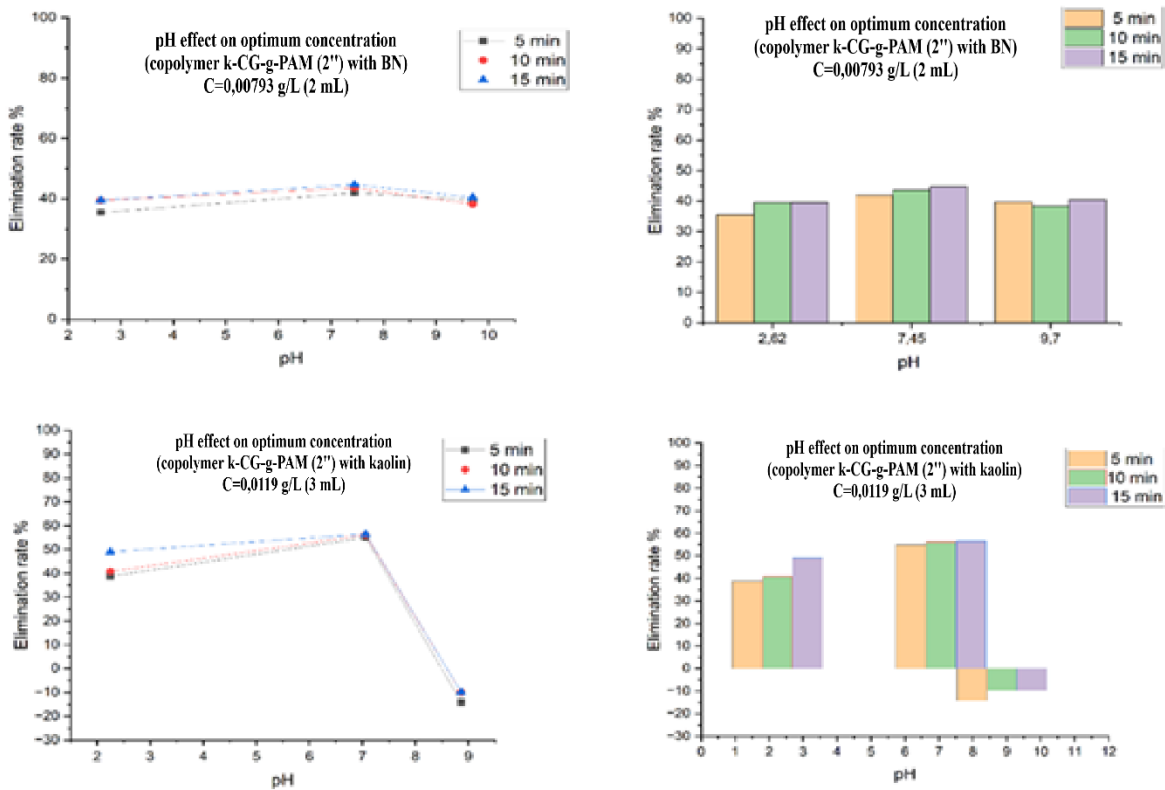 pH effect on optimum concentration
(copolymer k-CG-g-PAM (2'') with BN)
C=0,00793 g/L (2 mL)
5 min
10 min
15 min
Elimination rate %
100
80
60
40
20
0
2 3 4 5 6 7 8 9 10
pH
pH effect on optimum concentration
(copolymer k-CG-g-PAM (2'') with BN)
C=0,00793 g/L (2 mL)
5 min
10 min
15 min
Elimination rate %
100
90
80
70
60
50
40
30
20
10
0
2,62 7,45 9,7
pH
pH effect on optimum concentration
(copolymer k-CG-g-PAM (2'') with kaolin)
C=0,0119 g/L (3 mL)
5 min
10 min
15 min
Elimination rate %
100
90
80
70
60
50
40
30
20
10
0
−10
−20
−30
2 3 4 5 6 7 8 9
pH
pH effect on optimum concentration
(copolymer k-CG-g-PAM (2'') with kaolin)
C=0,0119 g/L (3 mL)
5 min
10 min
15 min
Elimination rate %
100
90
80
70
60
50
40
30
20
10
0
−10
−20
−30
0 1 2 3 4 5 6 7 8 9 10 11 12
pH